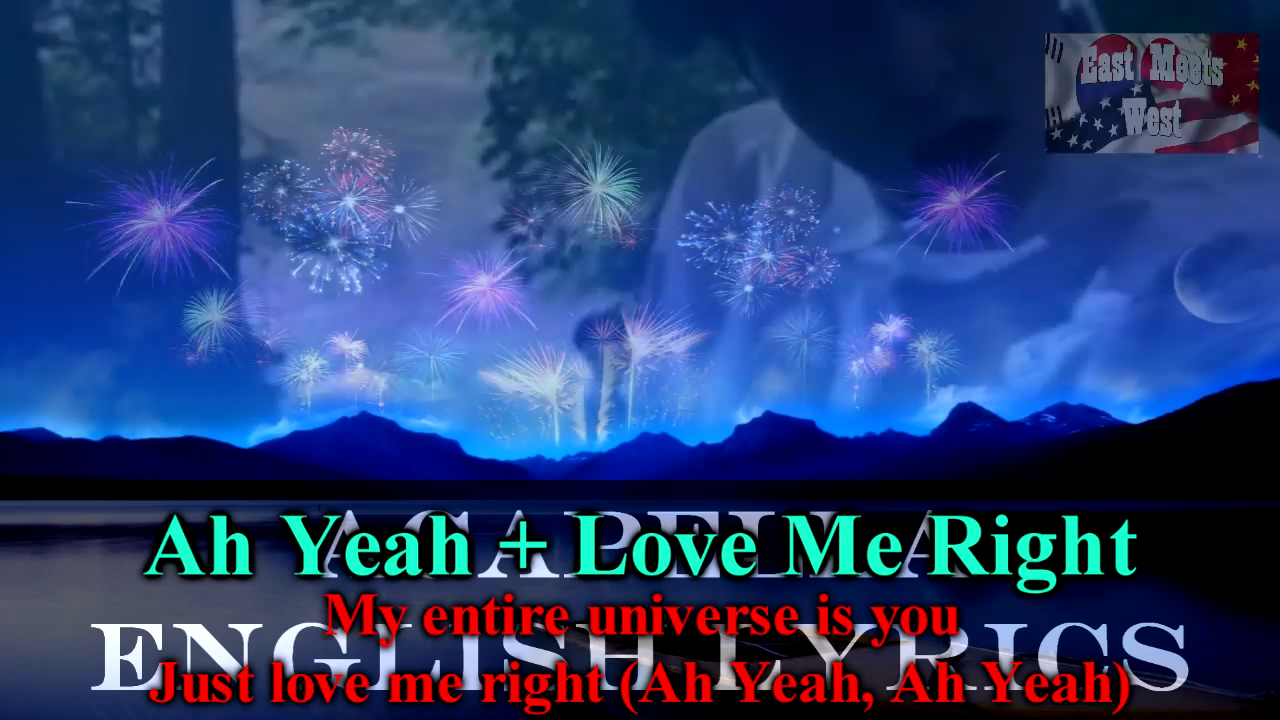 East Meets
West
Ah Yeah + Love Me Right
ACAPELLA
My entire universe is you
ENGLISH LYRICS
Just love me right (Ah Yeah, Ah Yeah)